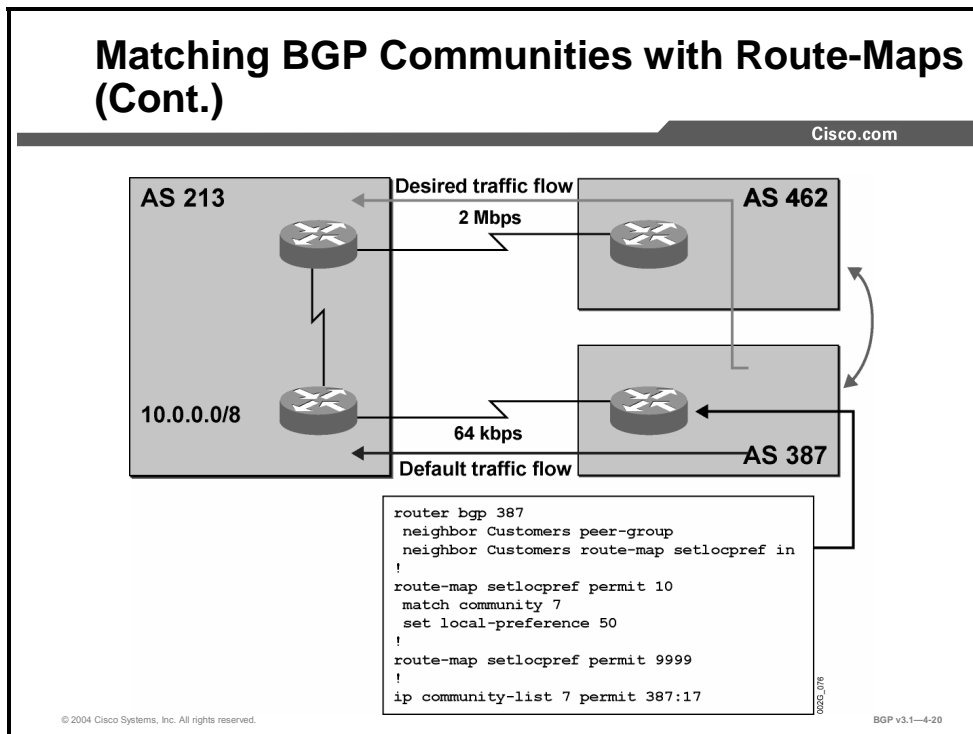 Matching BGP Communities with Route-Maps
(Cont.)
Cisco.com
AS 213
Desired traffic flow
AS 462
2 Mbps
10.0.0.0/8
64 kbps
Default traffic flow
AS 387
router bgp 387
neighbor Customers peer-group
neighbor Customers route-map setlocpref in
!
route-map setlocpref permit 10
match community 7
set local-preference 50
!
route-map setlocpref permit 9999
!
ip community-list 7 permit 387:17
002G_076
© 2004 Cisco Systems, Inc. All rights reserved.
BGP v3.1—4-20